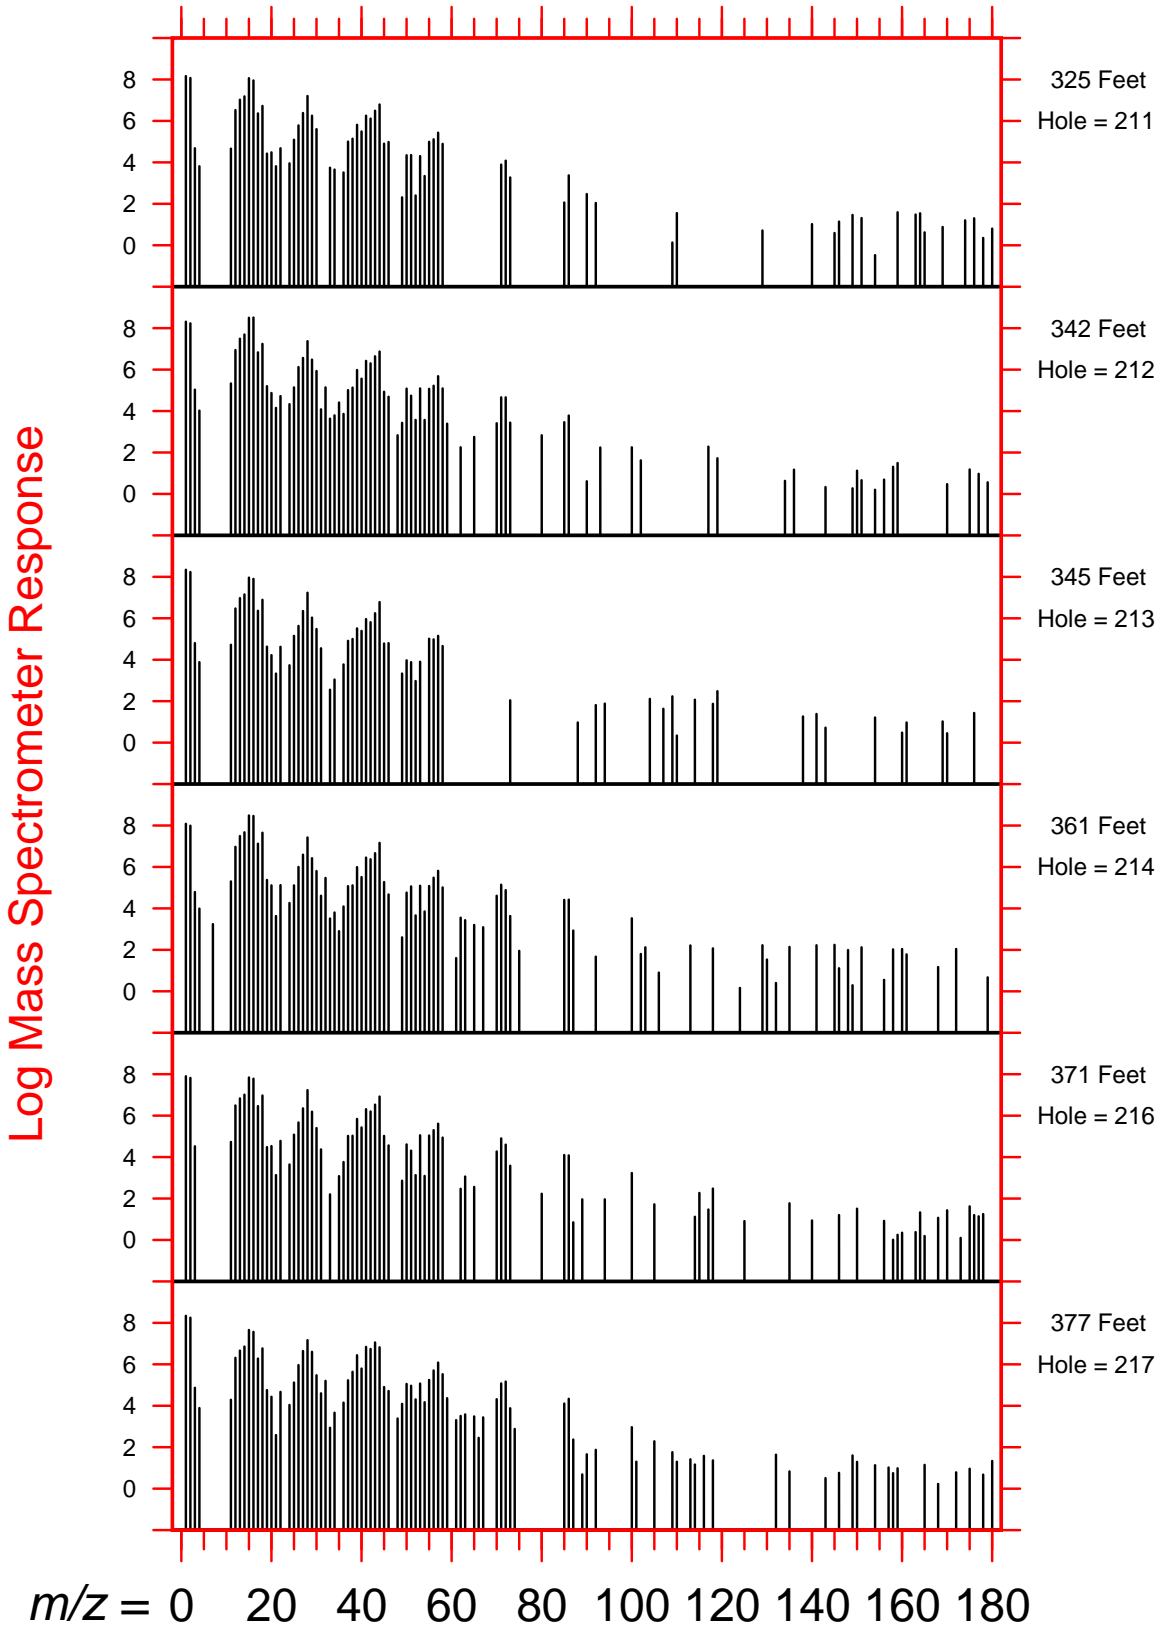 Log Mass Spectrometer Response
8
6
4
2
0
325 Feet
Hole = 211
8
6
4
2
0
342 Feet
Hole = 212
8
6
4
2
0
345 Feet
Hole = 213
8
6
4
2
0
361 Feet
Hole = 214
8
6
4
2
0
371 Feet
Hole = 216
8
6
4
2
0
377 Feet
Hole = 217
m/z = 0 20 40 60 80 100 120 140 160 180